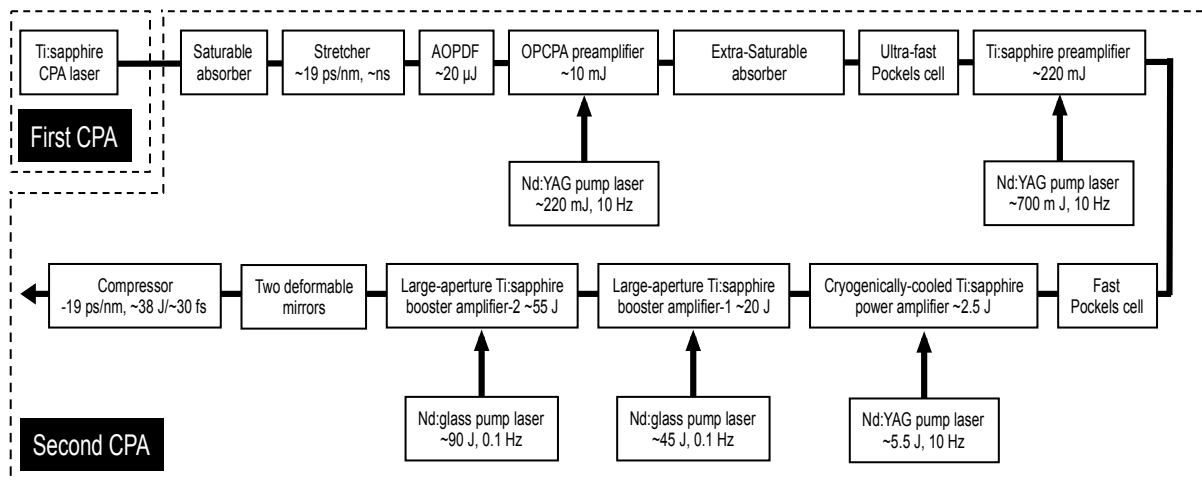 Ti:sapphire
CPA laser
Saturable
absorber
Stretcher
~19 ps/nm, ~ns
AOPDF
~20 µJ
OPCPA preamplifier
~10 mJ
Extra-Saturable
absorber
Ultra-fast
Pockels cell
Ti:sapphire preamplifier
~220 mJ
First CPA
Nd:YAG pump laser
~220 mJ, 10 Hz
Nd:YAG pump laser
~700 m J, 10 Hz
Compressor
-19 ps/nm, ~38 J/~30 fs
Two deformable
mirrors
Large-aperture Ti:sapphire
booster amplifier-2 ~55 J
Large-aperture Ti:sapphire
booster amplifier-1 ~20 J
Cryogenically-cooled Ti:sapphire
power amplifier ~2.5 J
Fast
Pockels cell
Nd:glass pump laser
~90 J, 0.1 Hz
Nd:glass pump laser
~45 J, 0.1 Hz
Nd:YAG pump laser
~5.5 J, 10 Hz
Second CPA